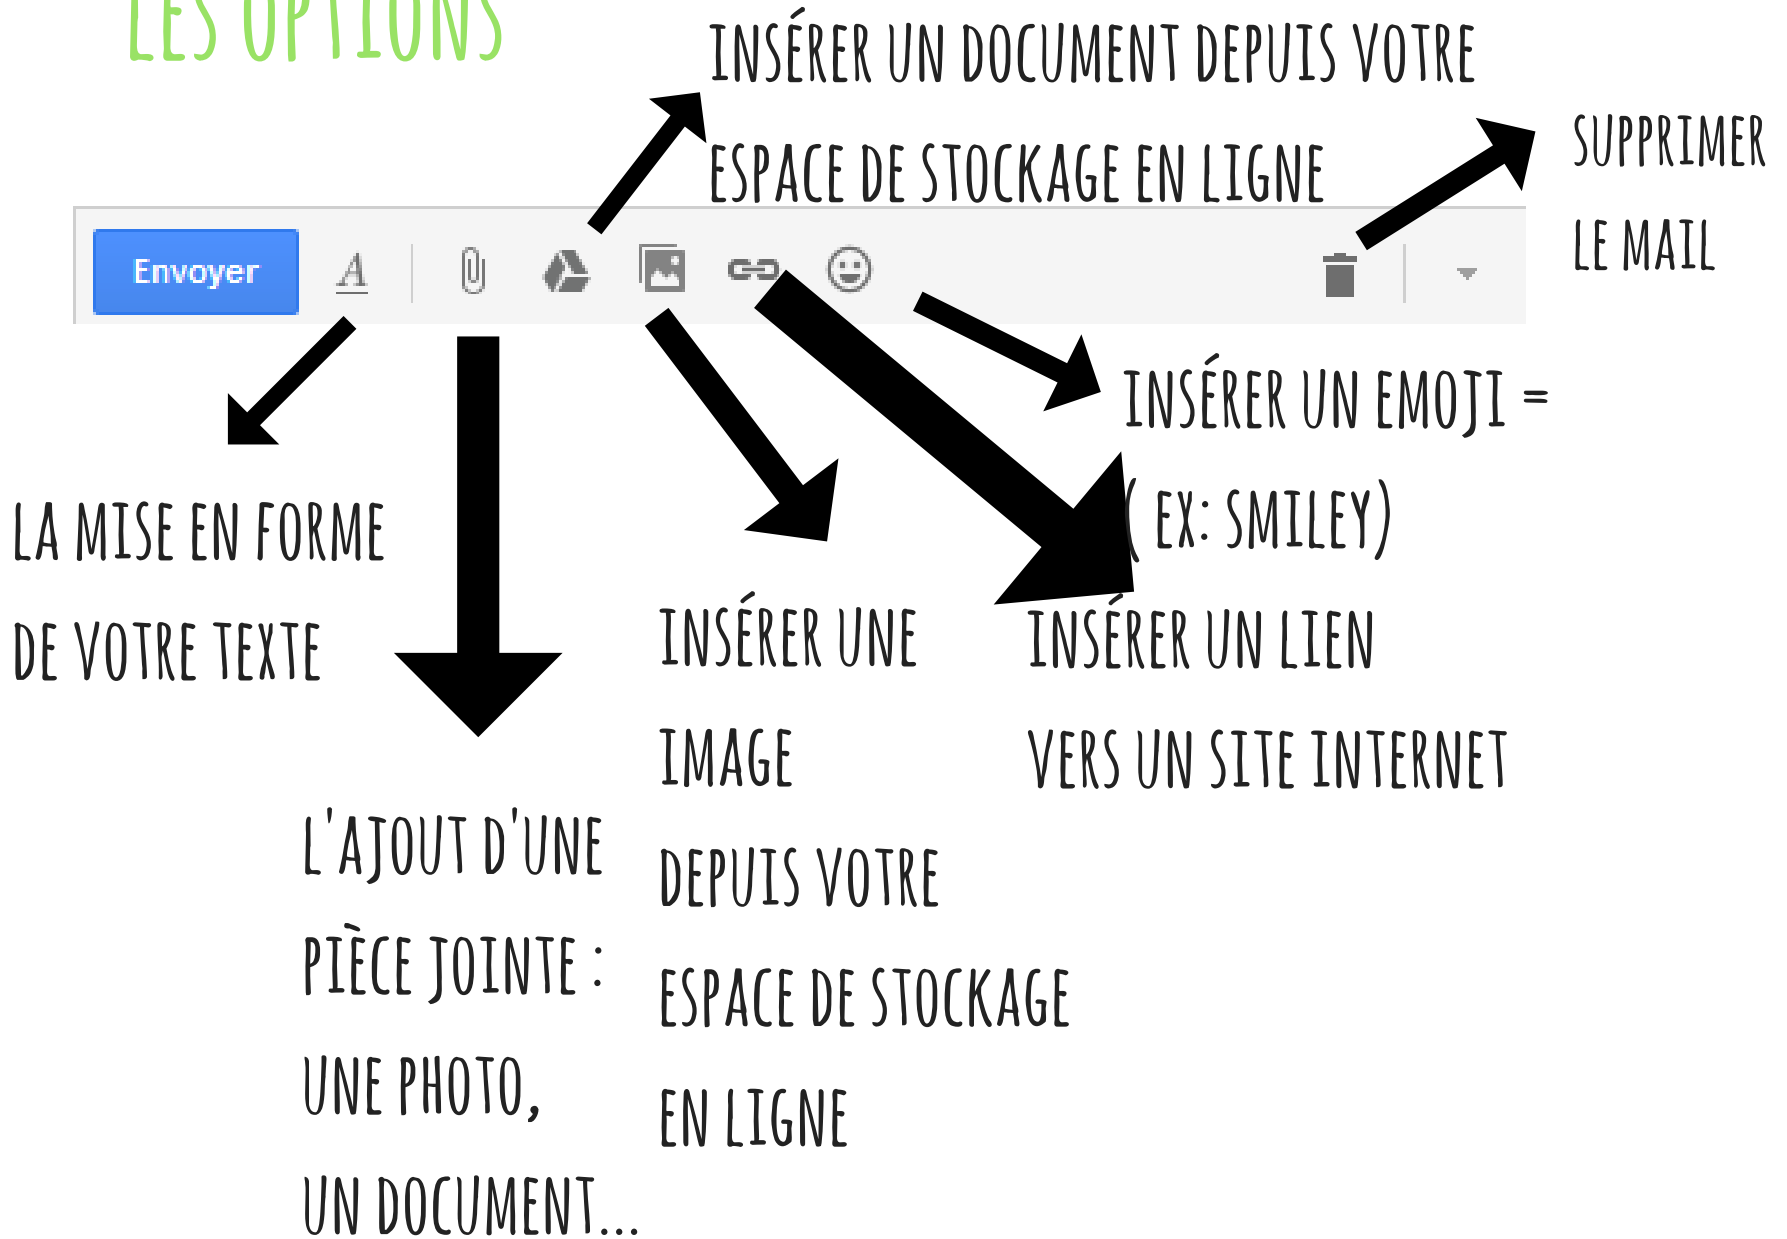 LES OPTIONS
INSÉRER UN DOCUMENT DEPUIS VOTRE
ESPACE DE STOCKAGE EN LIGNE
SUPPRIMER
LE MAIL
Envoyer
A
INSÉRER UN EMOJI =
( EX: SMILEY)
LA MISE EN FORME
DE VOTRE TEXTE
INSÉRER UNE
IMAGE
DEPUIS VOTRE
ESPACE DE STOCKAGE
EN LIGNE
INSÉRER UN LIEN
VERS UN SITE INTERNET
L'AJOUT D'UNE
PIÈCE JOINTE :
UNE PHOTO,
UN DOCUMENT...